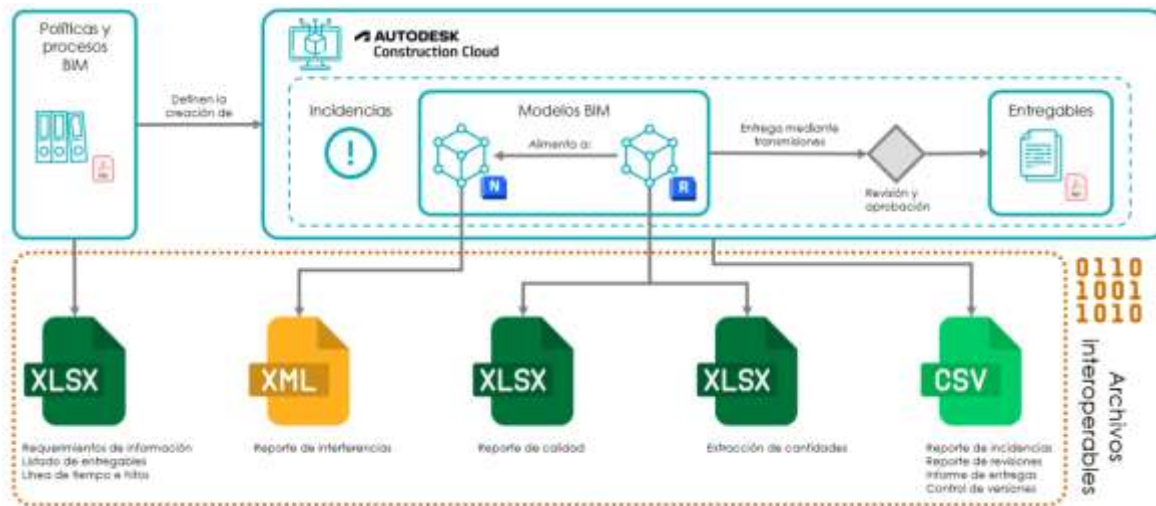 Políticas y
procesos
BIM
Definen la
creación de
AUTODESK
Construction Cloud
Incidencias
!
Modelos BIM
Alimenta a:
N
R
Entrega mediante
transmisiones
Revisión y
aprobación
Entregables
0110
1001
1010
Archivos
interoperables
XLSX
Requerimientos de información
Listado de entregables
Línea de tiempo e hitos
XML
Reporte de interferencias
XLSX
Reporte de calidad
XLSX
Extracción de cantidades
CSV
Reporte de incidencias
Reporte de revisiones
Informe de entregas
Control de versiones